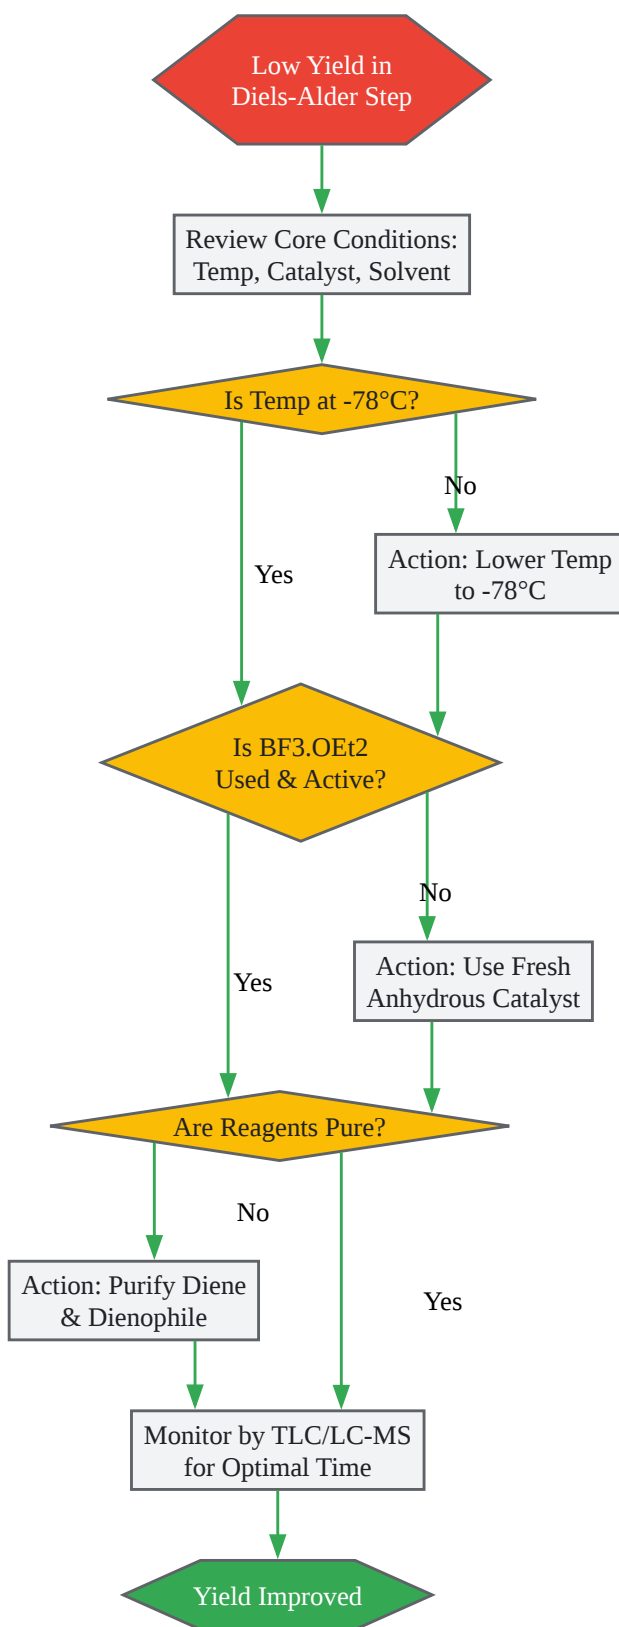 Low Yield in
Diels-Alder Step
Review Core Conditions:
Temp, Catalyst, Solvent
Is Temp at -78°C?
No
Action: Lower Temp
to -78°C
Yes
Is BF3.OEt2
Used & Active?
No
Action: Use Fresh
Anhydrous Catalyst
Yes
Are Reagents Pure?
No
Action: Purify Diene
& Dienophile
Yes
Monitor by TLC/LC-MS
for Optimal Time
Yield Improved